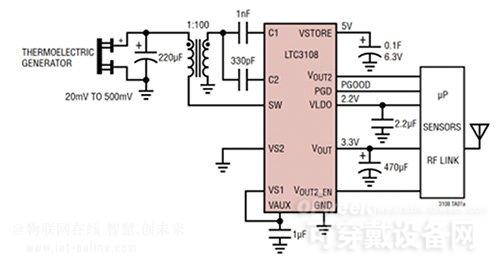 1:100
1nF
330pF
220µF
+
THERMOELECTRIC
GENERATOR
20mV TO 500mV
C1
C2
SW
VS2
VS1
VAUX
1µF
LTC3108
VSTORE
VOUT2
PGD
VLDO
VOUT
VOUT2_EN
GND
5V
+
0.1F
6.3V
PGOOD
2.2V
2.2µF
3.3V
+
470µF
µP
SENSORS
RF LINK
3108 TA01a
@物联网在线 智慧,创未来
www.iot-online.com
可穿戴设备网